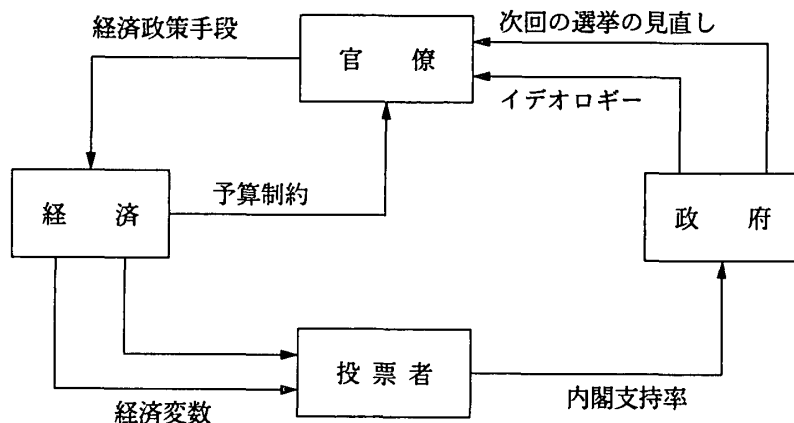 経済政策手段
次回の選挙の見直し
官 僚
イデオロギー
予算制約
経 済
政 府
投票者
内閣支持率
経済変数